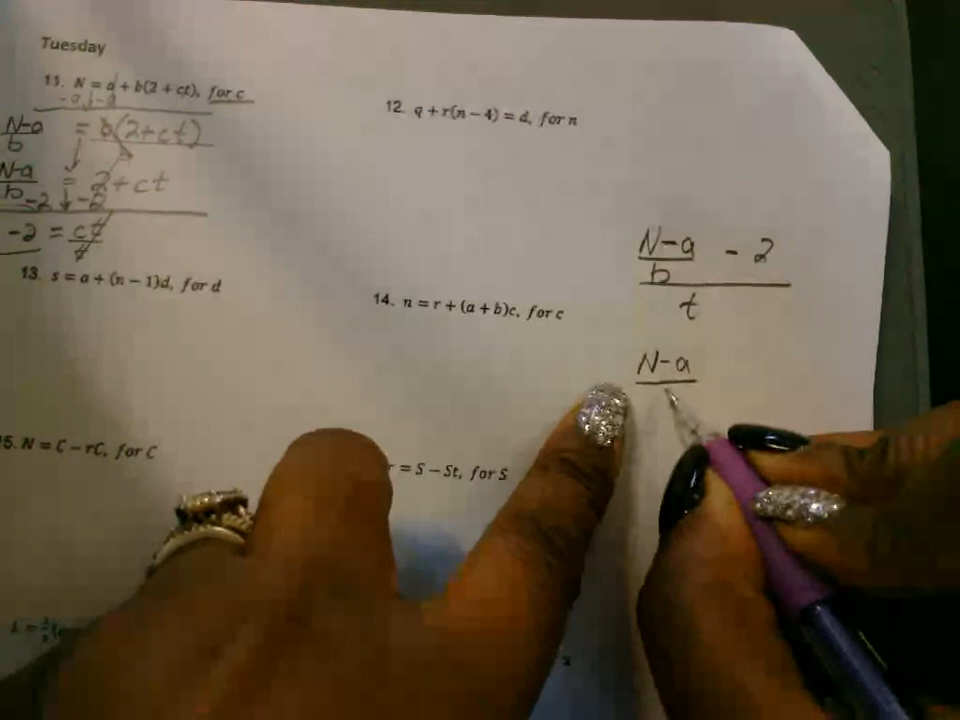 Tuesday
11. N = a + b(2 + ct), for c
-a -a
N-a = b(2+ct)
b
N-a = 2+ct
b
-2 -2
-2 = ct
t
12. q + r(n − 4) = d, for n
N-a - 2
b
t
N-a
13. s = a + (n − 1)d, for d
14. n = r + (a + b)c, for c
5. N = C − rC, for C
r = S − St, for S
x